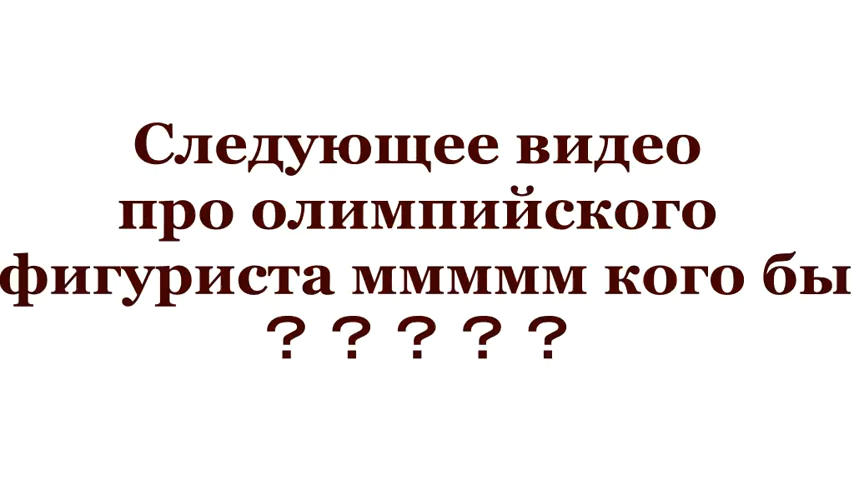 Следующее видео
про олимпийского
фигуриста ммммм кого бы
? ? ? ? ?